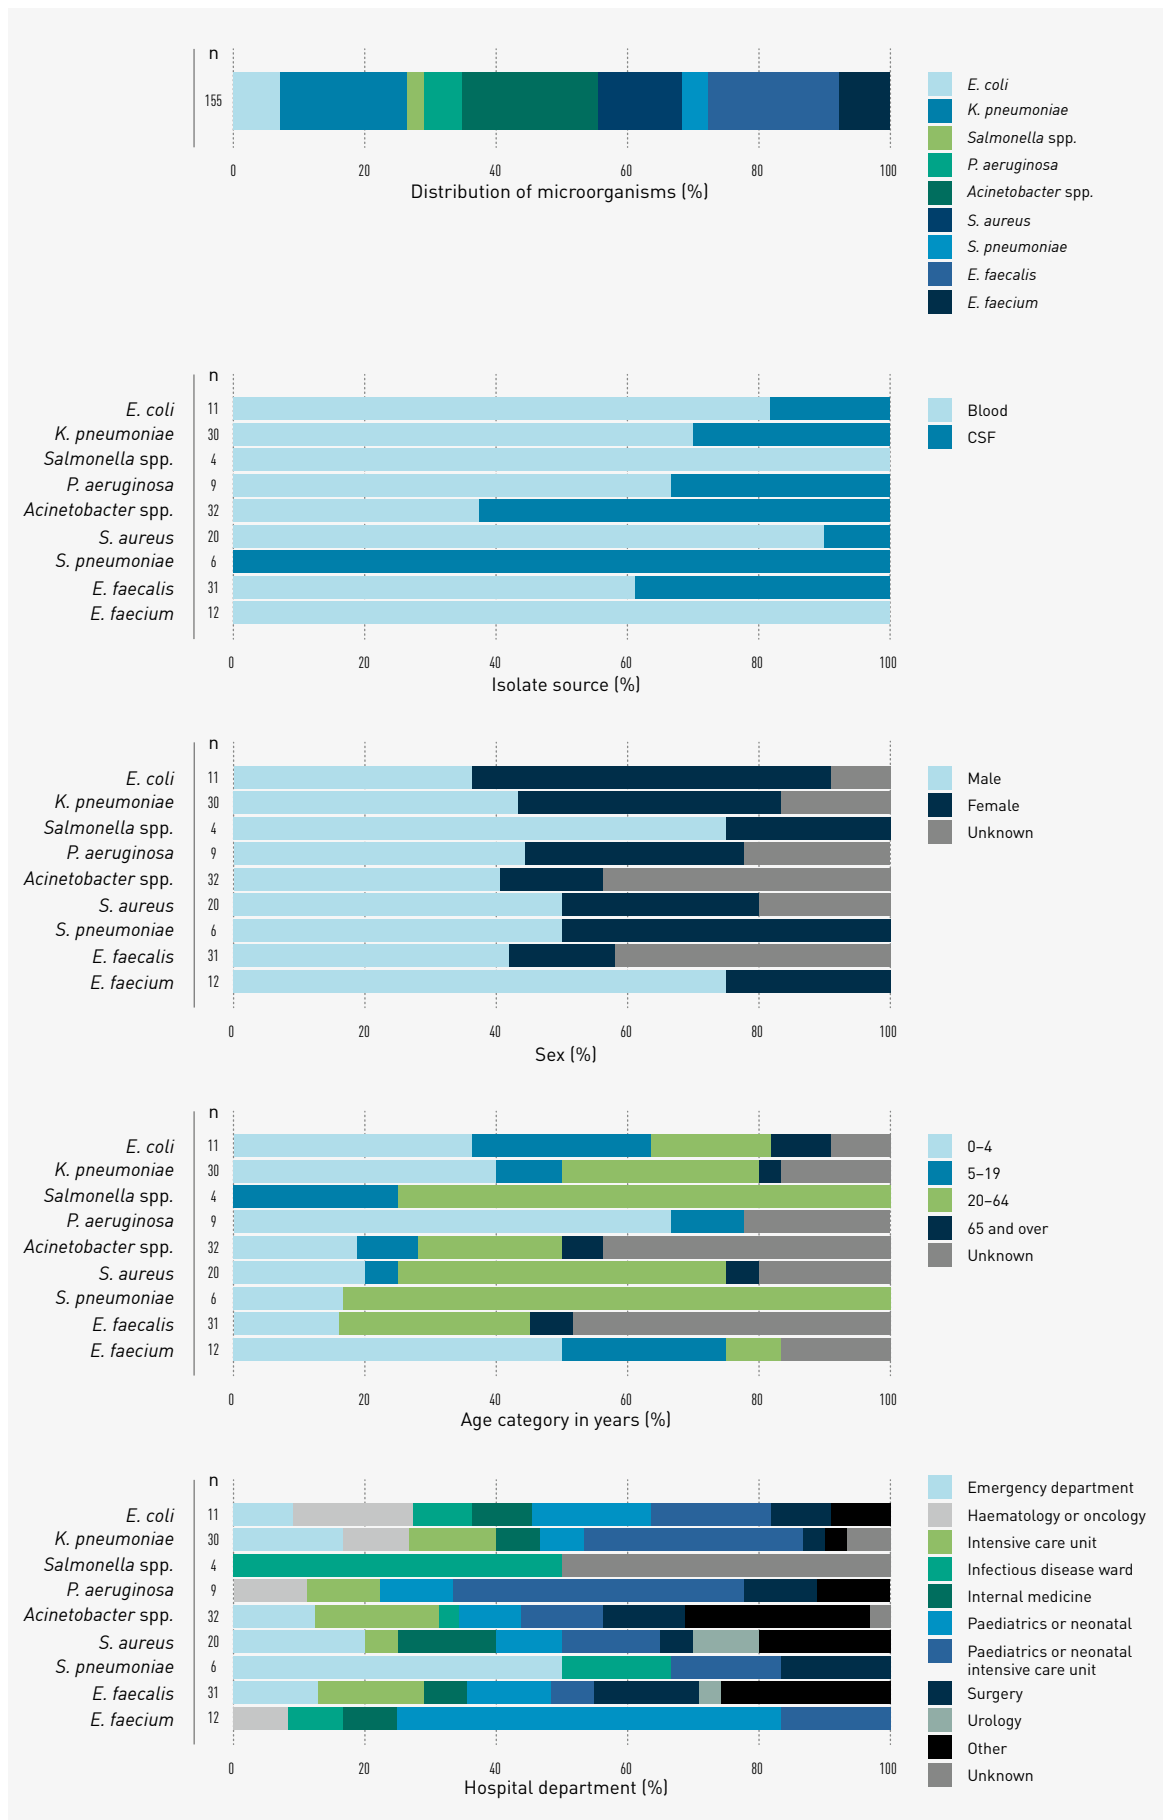 n
155
0 20 40 60 80 100
Distribution of microorganisms (%)
E. coli
K. pneumoniae
Salmonella spp.
P. aeruginosa
Acinetobacter spp.
S. aureus
S. pneumoniae
E. faecalis
E. faecium
n
E. coli 11
K. pneumoniae 30
Salmonella spp. 4
P. aeruginosa 9
Acinetobacter spp. 32
S. aureus 20
S. pneumoniae 6
E. faecalis 31
E. faecium 12
0 20 40 60 80 100
Isolate source (%)
Blood
CSF
n
E. coli 11
K. pneumoniae 30
Salmonella spp. 4
P. aeruginosa 9
Acinetobacter spp. 32
S. aureus 20
S. pneumoniae 6
E. faecalis 31
E. faecium 12
0 20 40 60 80 100
Sex (%)
Male
Female
Unknown
n
E. coli 11
K. pneumoniae 30
Salmonella spp. 4
P. aeruginosa 9
Acinetobacter spp. 32
S. aureus 20
S. pneumoniae 6
E. faecalis 31
E. faecium 12
0 20 40 60 80 100
Age category in years (%)
0–4
5–19
20–64
65 and over
Unknown
n
E. coli 11
K. pneumoniae 30
Salmonella spp. 4
P. aeruginosa 9
Acinetobacter spp. 32
S. aureus 20
S. pneumoniae 6
E. faecalis 31
E. faecium 12
0 20 40 60 80 100
Hospital department (%)
Emergency department
Haematology or oncology
Intensive care unit
Infectious disease ward
Internal medicine
Paediatrics or neonatal
Paediatrics or neonatal
intensive care unit
Surgery
Urology
Other
Unknown